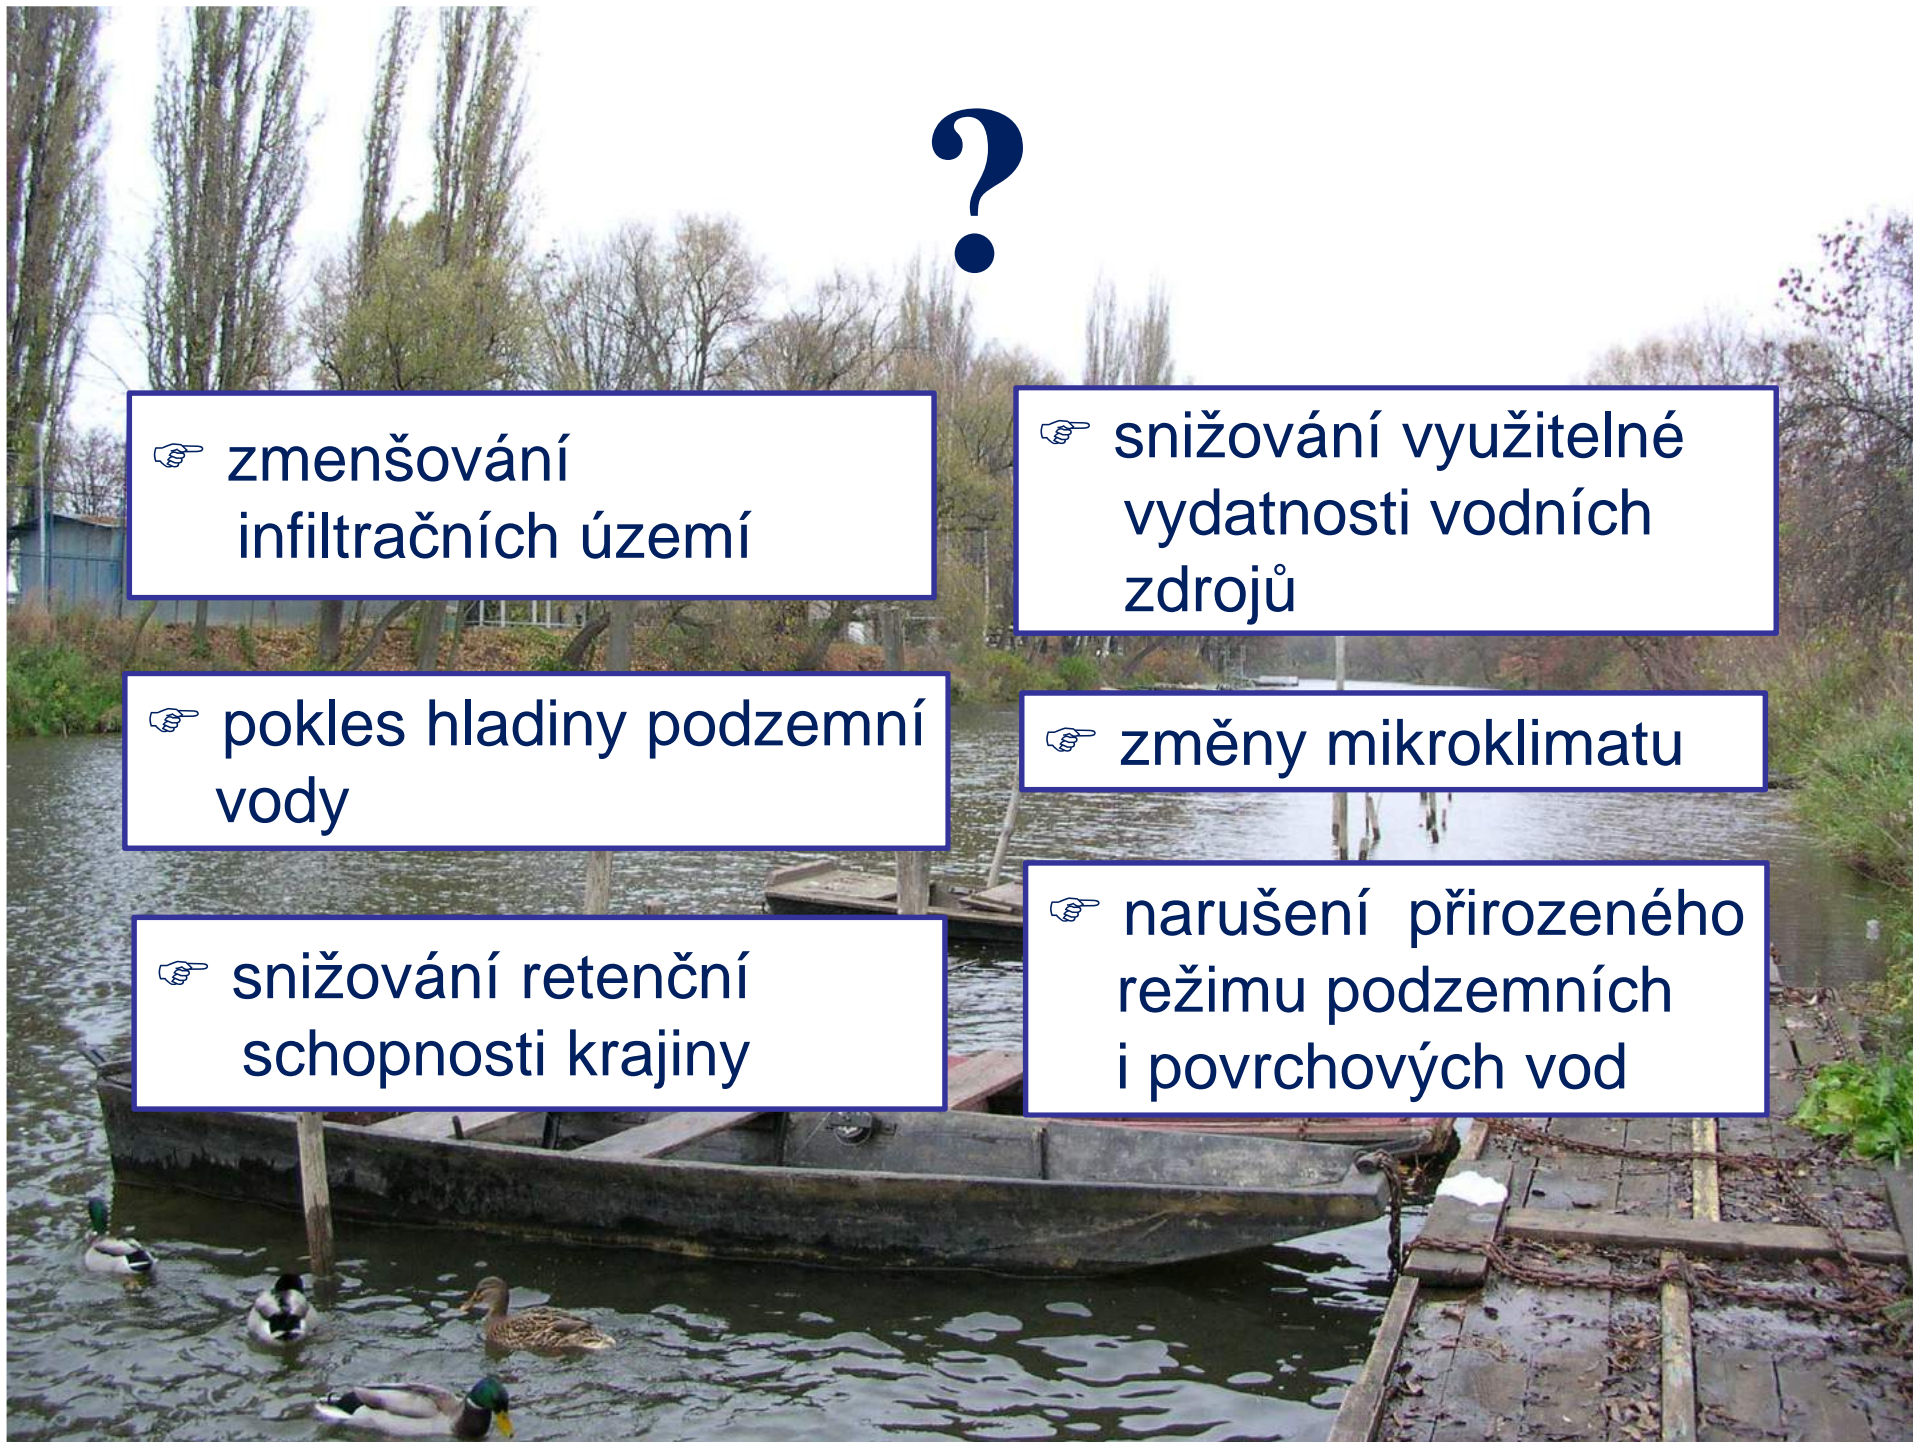 ?
☞ zmenšování
infiltračních území
☞ pokles hladiny podzemní
vody
☞ snižování retenční
schopnosti krajiny
☞ snižování využitelné
vydatnosti vodních
zdrojů
☞ změny mikroklimatu
☞ narušení přirozeného
režimu podzemních
i povrchových vod